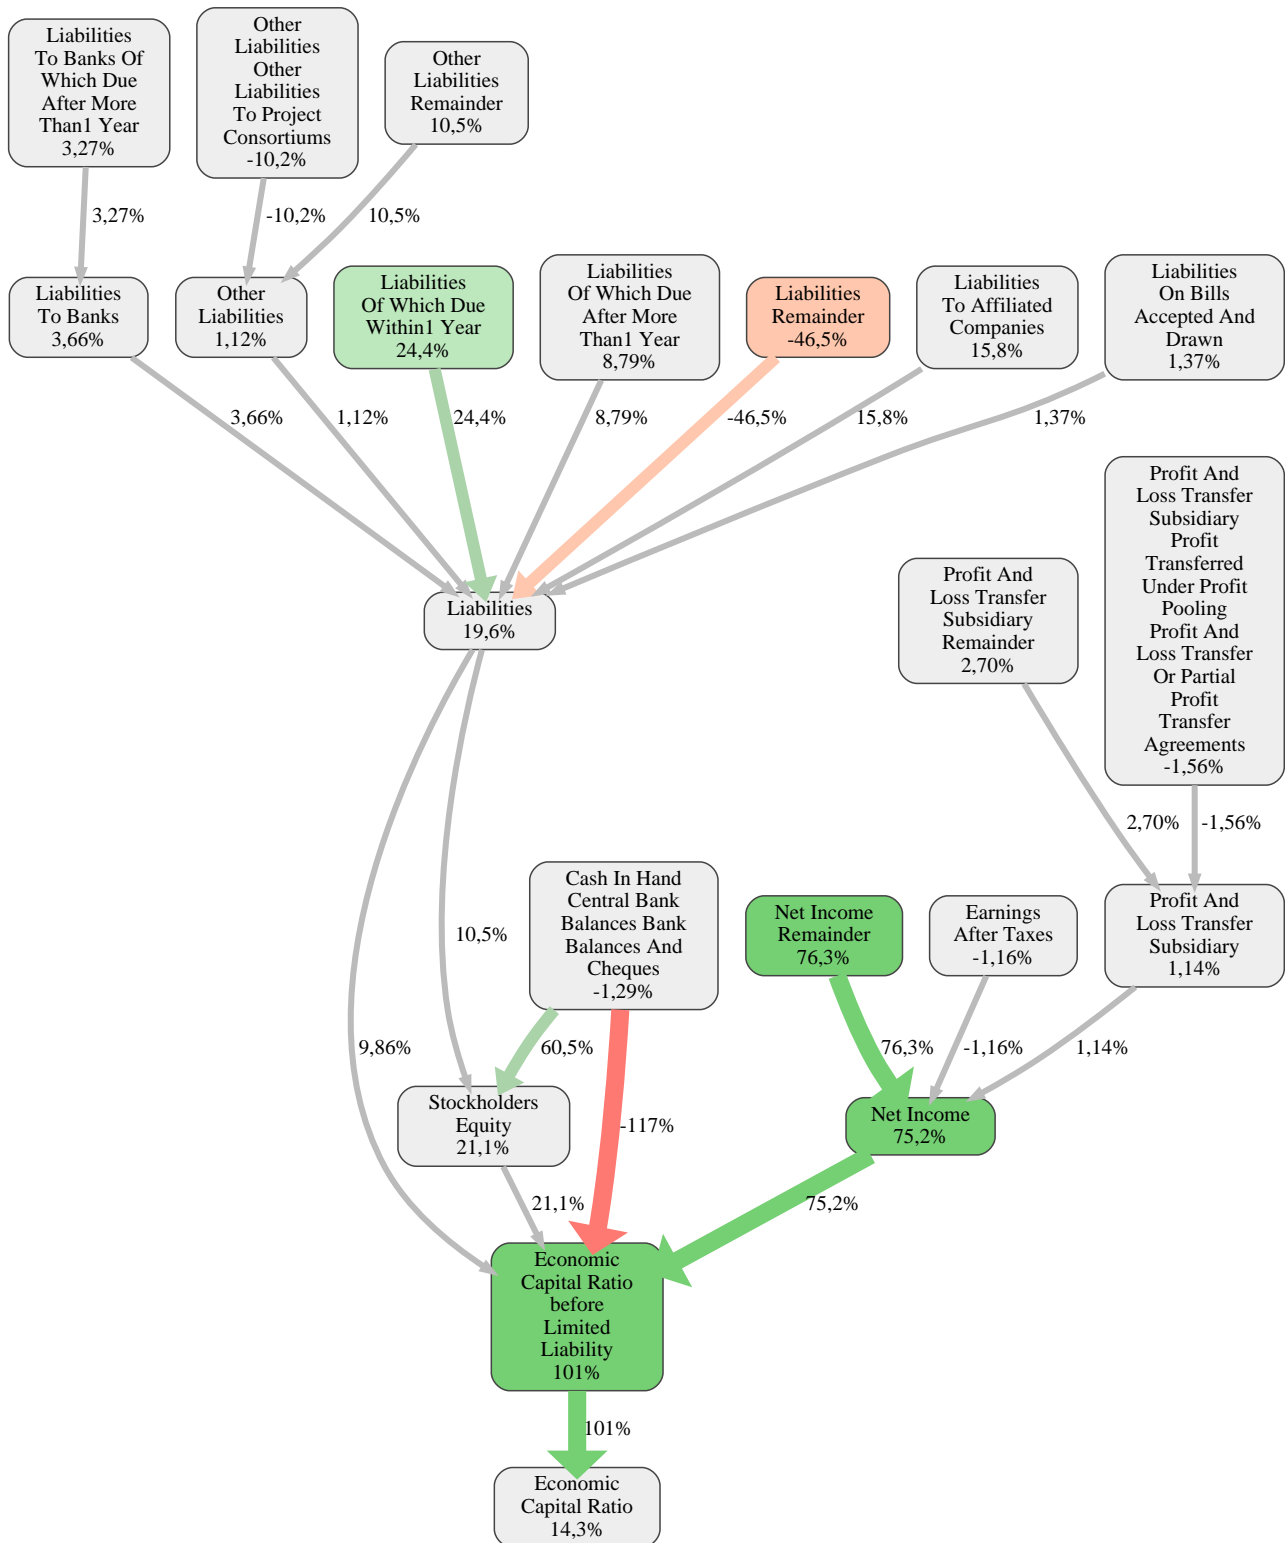 Liabilities
To Banks Of
Which Due
After More
Than1 Year
3,27%
Other
Liabilities
Other
Liabilities
To Project
Consortiums
-10,2%
Other
Liabilities
Remainder
10,5%
3,27%
-10,2%
10,5%
Liabilities
To Banks
3,66%
Other
Liabilities
1,12%
Liabilities
Of Which Due
Within1 Year
24,4%
Liabilities
Of Which Due
After More
Than1 Year
8,79%
Liabilities
Remainder
-46,5%
Liabilities
To Affiliated
Companies
15,8%
Liabilities
On Bills
Accepted And
Drawn
1,37%
3,66%
1,12%
24,4%
8,79%
-46,5%
15,8%
1,37%
Liabilities
19,6%
Profit And
Loss Transfer
Subsidiary
Remainder
2,70%
Profit And
Loss Transfer
Subsidiary
Profit
Transferred
Under Profit
Pooling
Profit And
Loss Transfer
Or Partial
Profit
Transfer
Agreements
-1,56%
2,70%
-1,56%
Cash In Hand
Central Bank
Balances Bank
Balances And
Cheques
-1,29%
Net Income
Remainder
76,3%
Earnings
After Taxes
-1,16%
Profit And
Loss Transfer
Subsidiary
1,14%
10,5%
9,86%
60,5%
76,3%
-1,16%
1,14%
Stockholders
Equity
21,1%
-117%
Net Income
75,2%
21,1%
75,2%
Economic
Capital Ratio
before
Limited
Liability
101%
101%
Economic
Capital Ratio
14,3%